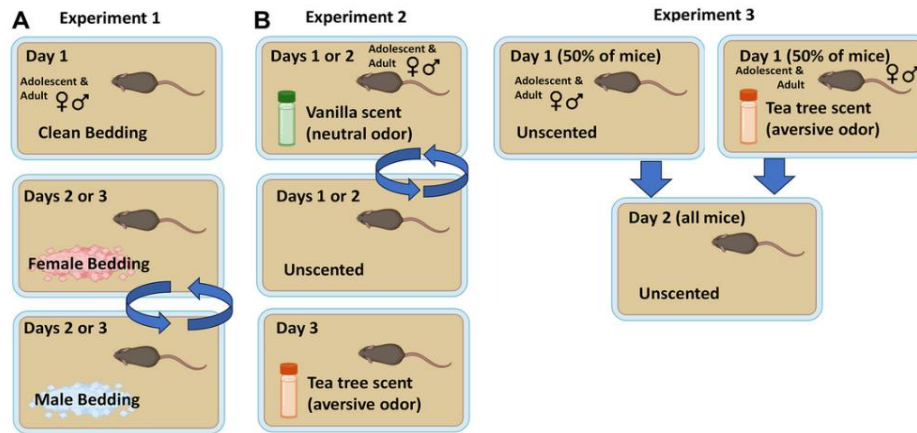 A
Experiment 1
Day 1
Adolescent &
Adult ♀♂
Clean Bedding
Days 2 or 3
Female Bedding
Days 2 or 3
Male Bedding
B
Experiment 2
Days 1 or 2
Adolescent &
Adult ♀♂
Vanilla scent
(neutral odor)
Days 1 or 2
Unscented
Day 3
Tea tree scent
(aversive odor)
Experiment 3
Day 1 (50% of mice)
Adolescent &
Adult ♀♂
Unscented
Day 1 (50% of mice)
Adolescent &
Adult ♀♂
Tea tree scent
(aversive odor)
Day 2 (all mice)
Unscented